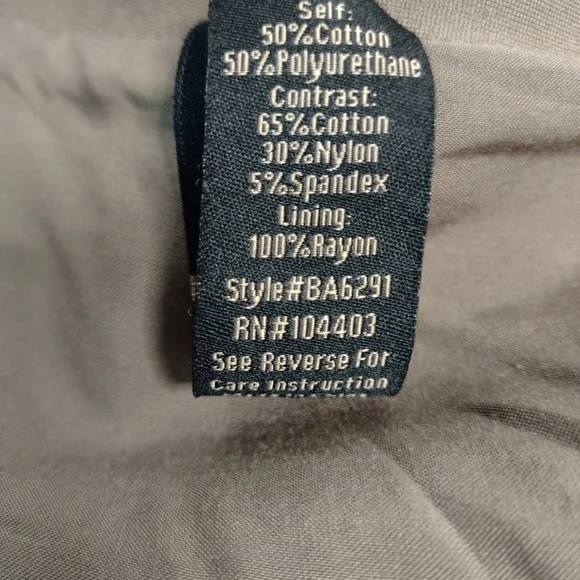 Self:
50%Cotton
50%Polyurethane
Contrast:
65%Cotton
30%Nylon
5%Spandex
Lining:
100%Rayon
Style#BA6291
RN#104403
See Reverse For
Care Instruction